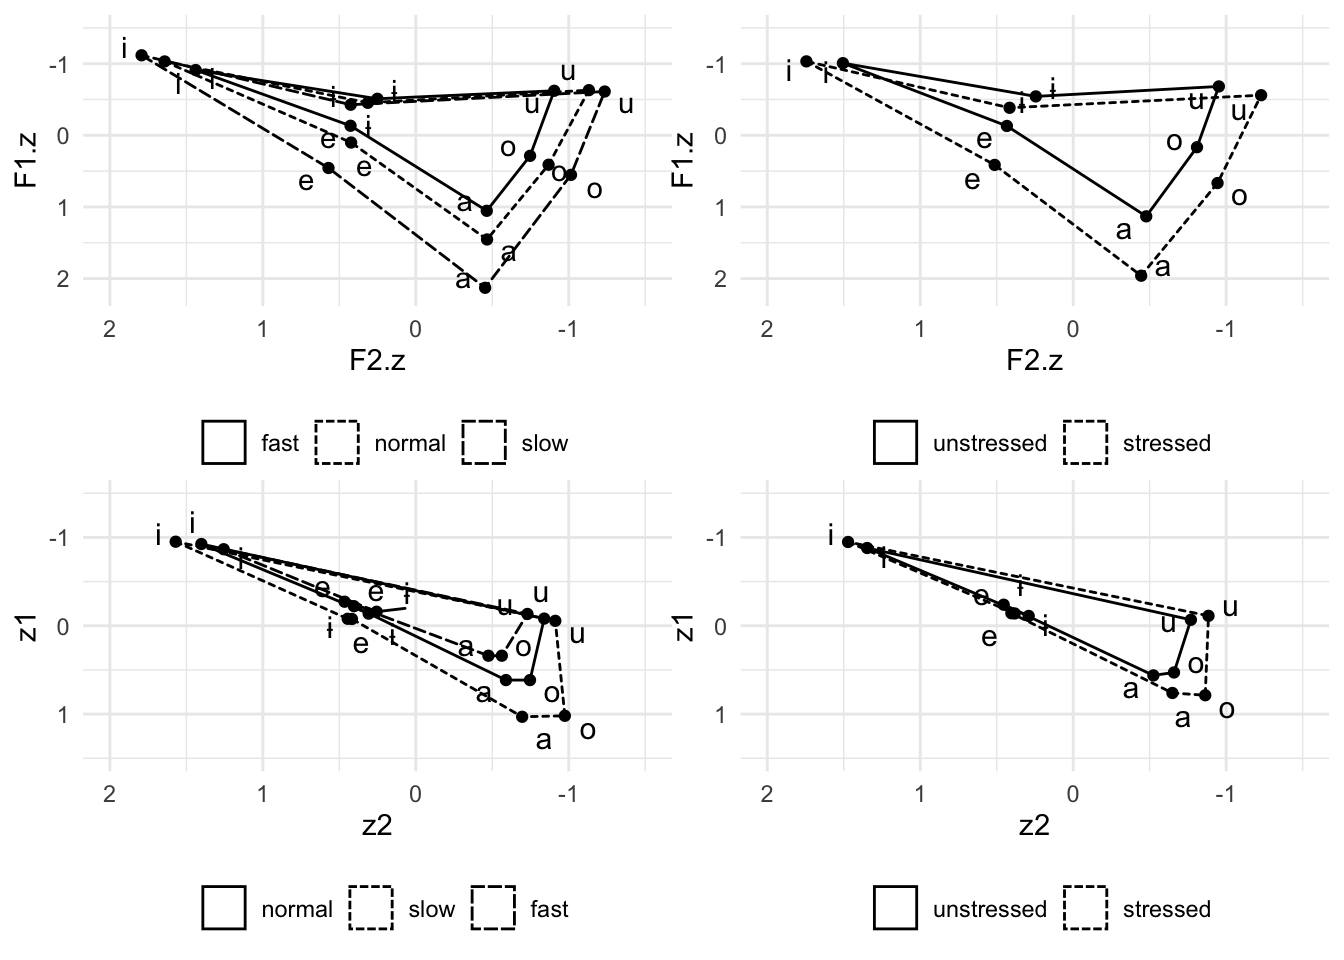 -1
0
1
2
F1.z
i i i
ɨ ɨ ɨ
u u u
e e e
o o o
a a a
2 1 0 -1
F2.z
fast normal slow
-1
0
1
2
F1.z
i i
ɨ ɨ
u u
e e
o o
a a
2 1 0 -1
F2.z
unstressed stressed
-1
0
1
z1
i i i
e e e
ɨ ɨ ɨ
u u u
a a a
o o o
2 1 0 -1
z2
normal slow fast
-1
0
1
z1
i i
e e
ɨ ɨ
u u
a a
o o
2 1 0 -1
z2
unstressed stressed